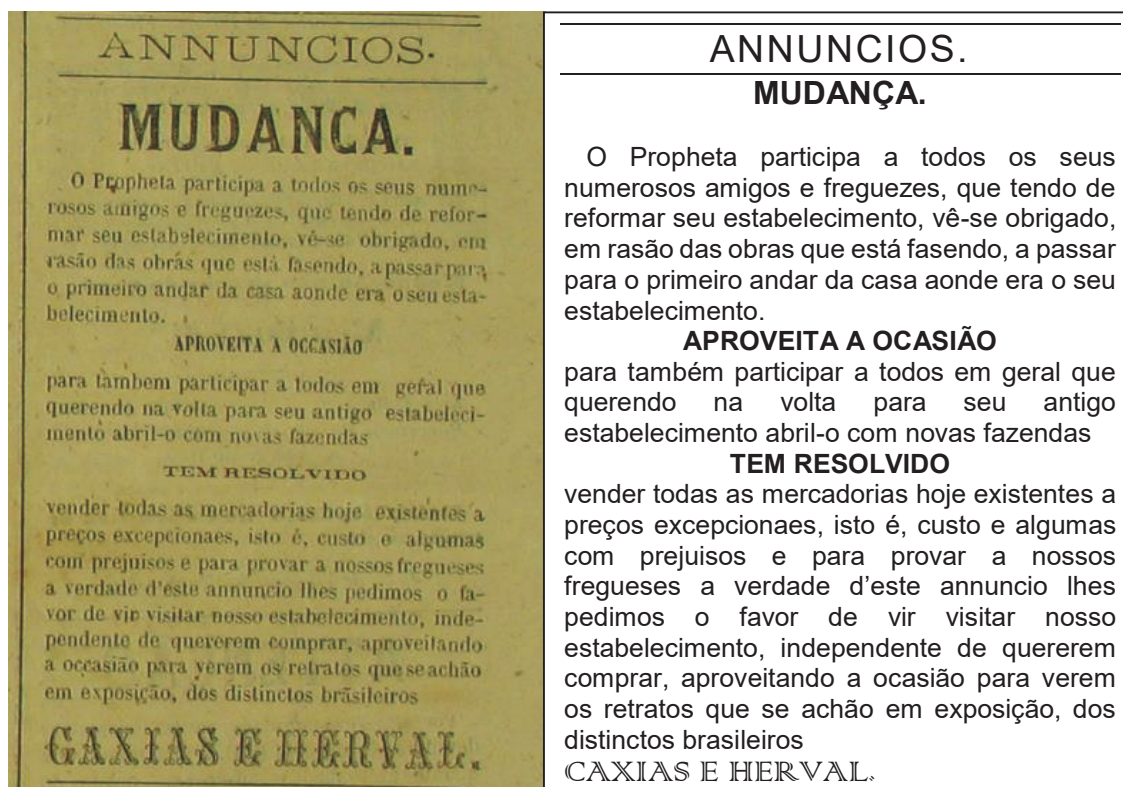 ANNUNCIOS.
MUDANCA.
O Propheta participa a todos os seus nume-
rosos amigos e freguezes, que tendo de refor-
mar seu estabelecimento, vê-se obrigado, em
rasão das obras que está fasendo, a passar para
o primeiro andar da casa aonde era o seu esta-
belecimento.
APROVEITA A OCCASIÃO
para tambem participar a todos em geral que
querendo na volta para seu antigo estabeleci-
mento abril-o com novas fazendas
TEM RESOLVIDO
vender todas as mercadorias hoje existentes a
preços excepcionaes, isto é, custo e algumas
com prejuisos e para provar a nossos fregueses
a verdade d'este annuncio lhes pedimos o fa-
vor de vir visitar nosso estabelecimento, inde-
pendente de quererem comprar, aproveitando
a occasião para verem os retratos que se achão
em exposição, dos distinctos brasileiros
CAXIAS E HERVAL.
ANNUNCIOS.
MUDANÇA.
O Propheta participa a todos os seus
numerosos amigos e freguezes, que tendo de
reformar seu estabelecimento, vê-se obrigado,
em rasão das obras que está fasendo, a passar
para o primeiro andar da casa aonde era o seu
estabelecimento.
APROVEITA A OCASIÃO
para também participar a todos em geral que
querendo na volta para seu antigo
estabelecimento abril-o com novas fazendas
TEM RESOLVIDO
vender todas as mercadorias hoje existentes a
preços excepcionaes, isto é, custo e algumas
com prejuisos e para provar a nossos
fregueses a verdade d’este annuncio lhes
pedimos o favor de vir visitar nosso
estabelecimento, independente de quererem
comprar, aproveitando a ocasião para verem
os retratos que se achão em exposição, dos
distinctos brasileiros
CAXIAS E HERVAL.